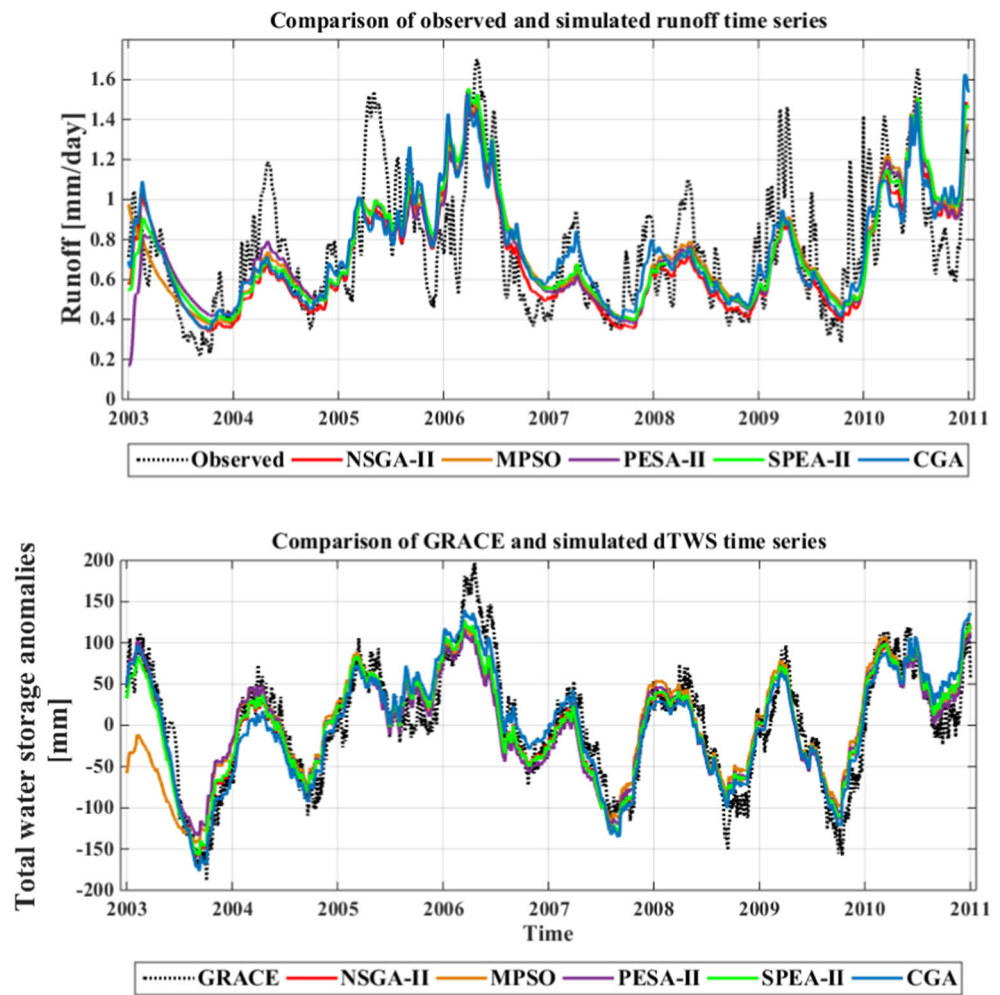 Comparison of observed and simulated runoff time series
Runoff [mm/day]
1.6
1.4
1.2
1
0.8
0.6
0.4
0.2
0
2003 2004 2005 2006 2007 2008 2009 2010 2011
Observed NSGA-II MPSO PESA-II SPEA-II CGA
Comparison of GRACE and simulated dTWS time series
Total water storage anomalies
[mm]
200
150
100
50
0
-50
-100
-150
-200
2003 2004 2005 2006 2007 2008 2009 2010 2011
Time
GRACE NSGA-II MPSO PESA-II SPEA-II CGA